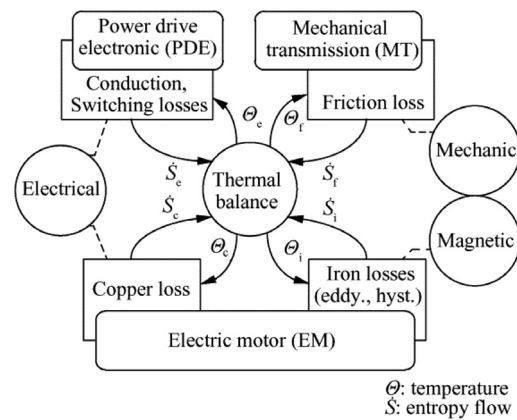 Power drive
electronic (PDE)
Mechanical
transmission (MT)
Conduction,
Switching losses
Friction loss
Θe
Θf
Ṡe
Ṡf
Electrical
Thermal
balance
Mechanic
Ṡc
Ṡi
Magnetic
Θc
Θi
Copper loss
Iron losses
(eddy., hyst.)
Electric motor (EM)
Θ: temperature
Ṡ: entropy flow